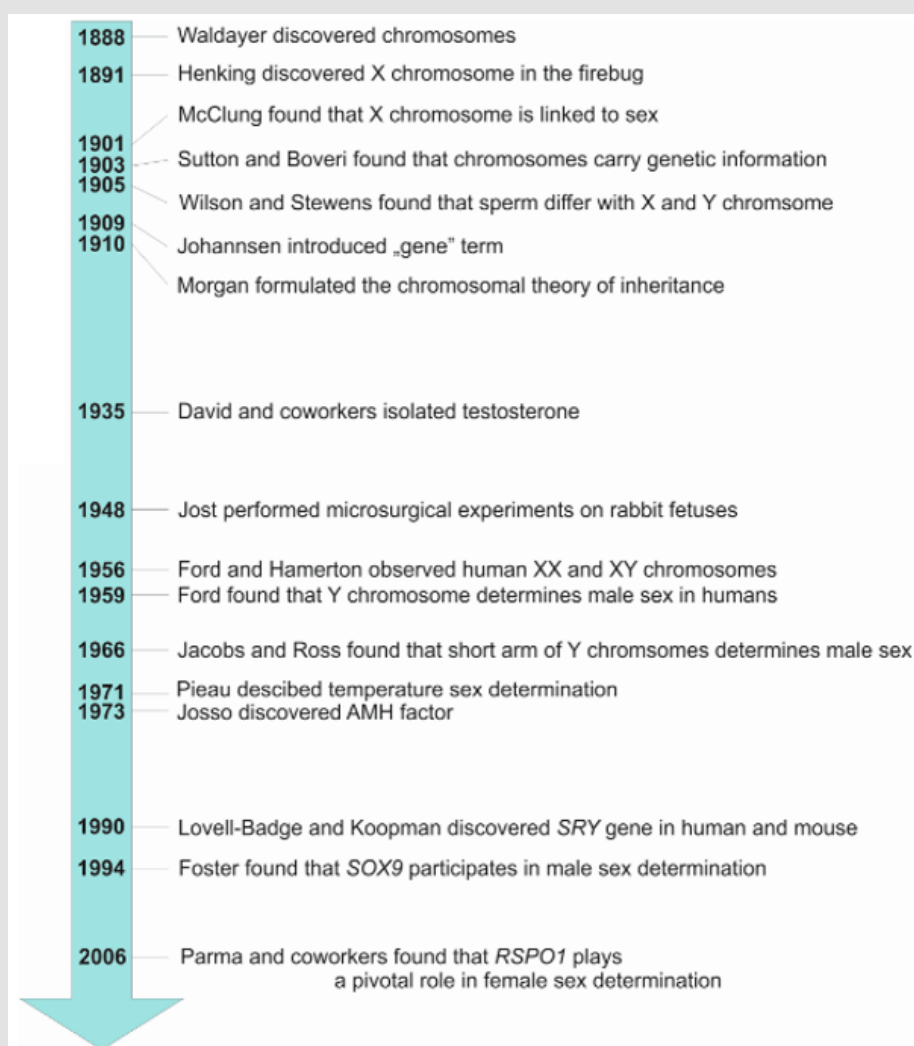 1888 Waldayer discovered chromosomes
1891 Henking discovered X chromosome in the firebug
1901 McClung found that X chromosome is linked to sex
1903 Sutton and Boveri found that chromosomes carry genetic information
1905 Wilson and Stewens found that sperm differ with X and Y chromsome
1909 Johannsen introduced „gene” term
1910 Morgan formulated the chromosomal theory of inheritance
1935 David and coworkers isolated testosterone
1948 Jost performed microsurgical experiments on rabbit fetuses
1956 Ford and Hamerton observed human XX and XY chromosomes
1959 Ford found that Y chromosome determines male sex in humans
1966 Jacobs and Ross found that short arm of Y chromsomes determines male sex
1971 Pieau descibed temperature sex determination
1973 Josso discovered AMH factor
1990 Lovell-Badge and Koopman discovered SRY gene in human and mouse
1994 Foster found that SOX9 participates in male sex determination
2006 Parma and coworkers found that RSPO1 plays
a pivotal role in female sex determination